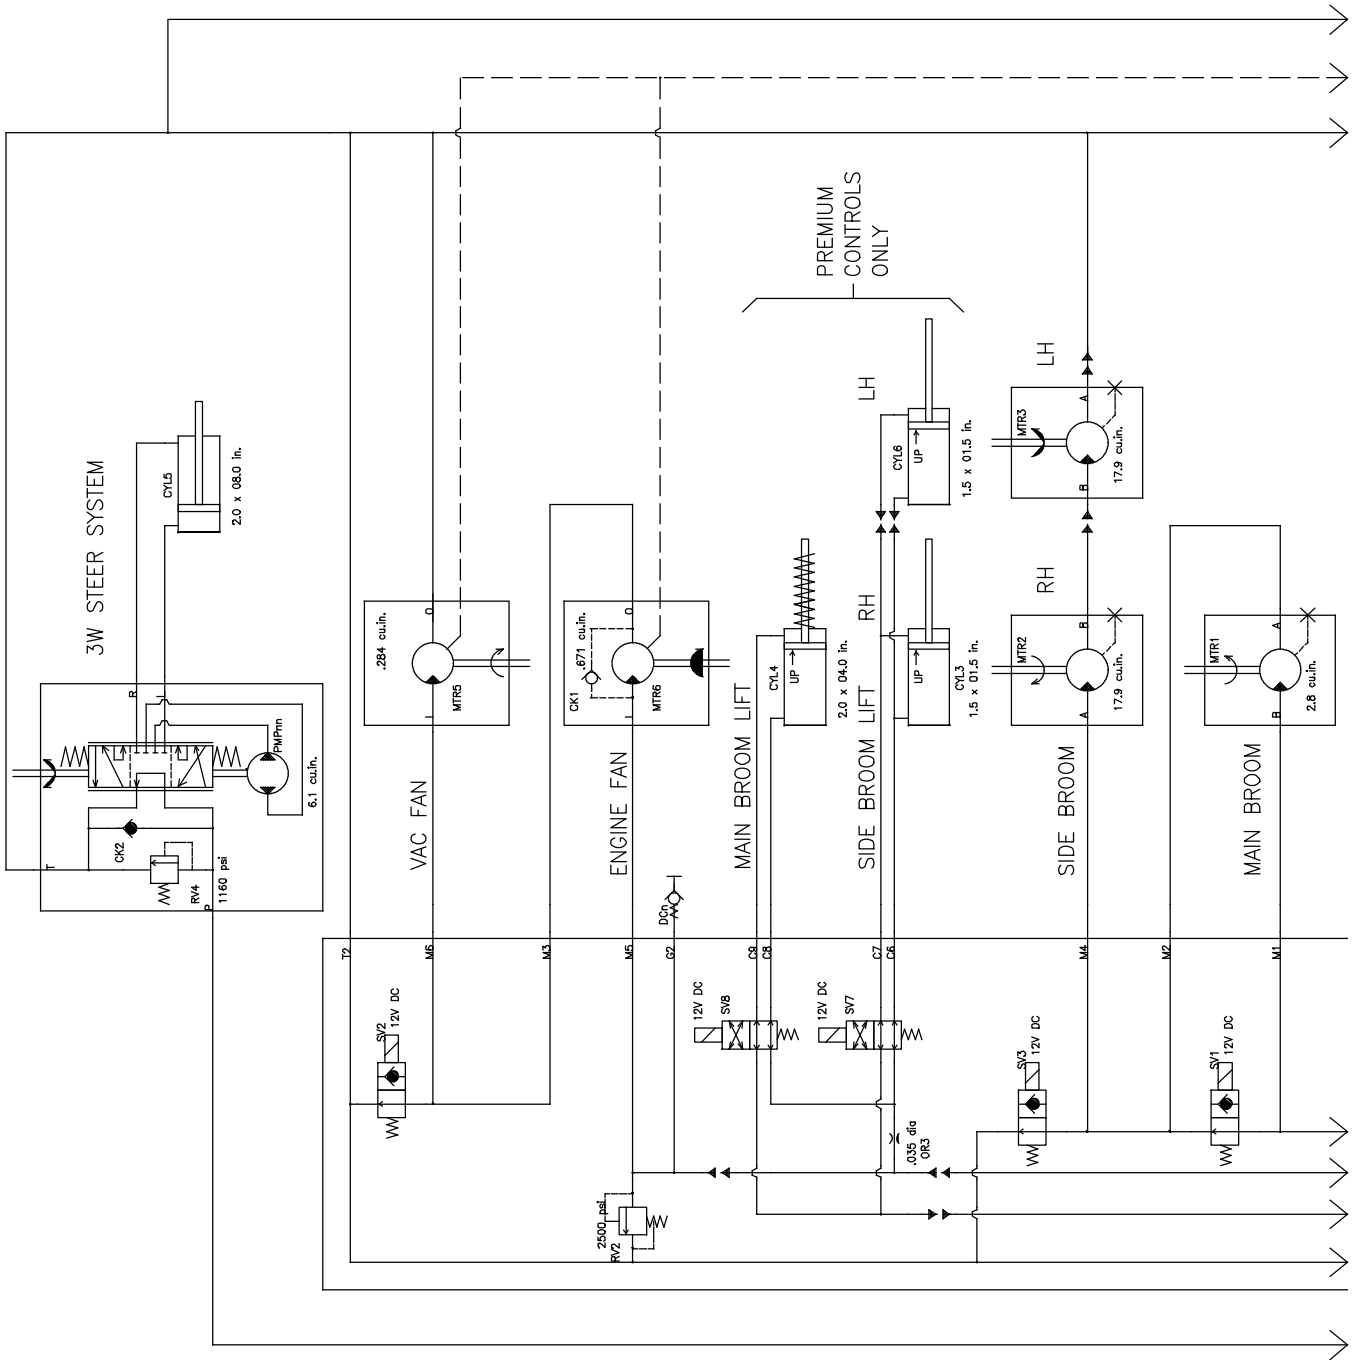 3W STEER SYSTEM
CYL5
2.0 x 08.0 in.
R
L
PMPnn
6.1 cu.in.
CK2
T
RV4
1160 psi
P
VAC FAN
.284 cu.in.
O
I
MTR5
ENGINE FAN
CK1
.671 cu.in.
O
I
MTR6
DCn
MAIN BROOM LIFT
CYL4
UP
2.0 x 04.0 in.
SIDE BROOM LIFT
RH
LH
CYL6
UP
1.5 x 01.5 in.
CYL3
1.5 x 01.5 in.
PREMIUM
CONTROLS
ONLY
SIDE BROOM
RH
LH
MTR3
A
B
17.9 cu.in.
MTR2
B
A
17.9 cu.in.
MAIN BROOM
MTR1
A
B
2.8 cu.in.
T2
M6
M3
M5
G2
C9
C8
C7
C6
M4
M2
M1
SV2
12V DC
12V DC
SV8
12V DC
SV7
SV3
12V DC
SV1
12V DC
.035 dia
OR3
2500 psi
RV2